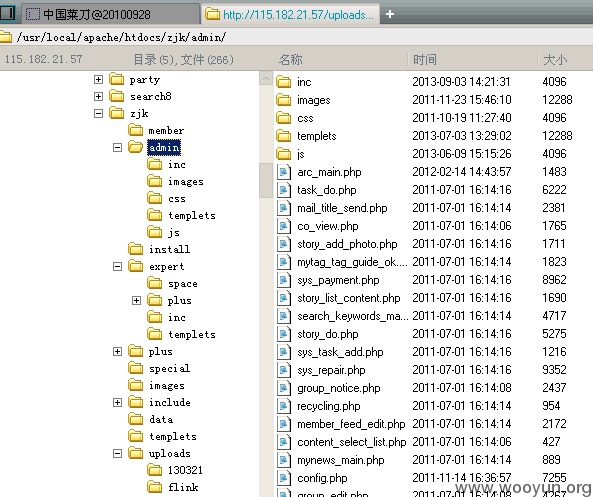 中国菜刀@20100928 http://115.182.21.57/uploads...
/usr/local/apache/htdocs/zjk/admin/
115.182.21.57 目录(5),文件(266) 名称 时间 大小
party
search8
zjk
member
admin
inc
images
css
templets
js
install
expert
space
plus
inc
templets
plus
special
images
include
data
templets
uploads
130321
flink
inc 2013-09-03 14:21:31 4096
images 2011-11-23 15:46:10 12288
css 2011-10-19 11:27:40 4096
templets 2013-07-03 13:29:02 12288
js 2013-06-09 15:15:26 4096
arc_main.php 2012-02-14 14:43:57 1483
task_do.php 2011-07-01 16:14:16 6222
mail_title_send.php 2011-07-01 16:14:14 2381
co_view.php 2011-07-01 16:14:06 1765
story_add_photo.php 2011-07-01 16:14:16 1711
mytag_tag_guide_ok.... 2011-07-01 16:14:14 1823
sys_payment.php 2011-07-01 16:14:16 8962
story_list_content.php 2011-07-01 16:14:16 1690
search_keywords_ma... 2011-07-01 16:14:14 4717
story_do.php 2011-07-01 16:14:16 5275
sys_task_add.php 2011-07-01 16:14:16 1216
sys_repair.php 2011-07-01 16:14:16 9352
group_notice.php 2011-07-01 16:14:08 2437
recycling.php 2011-07-01 16:14:14 954
member_feed_edit.php 2011-07-01 16:14:14 2172
content_select_list.php 2011-07-01 16:14:06 427
mynews_main.php 2011-07-01 16:14:14 889
config.php 2011-11-14 16:36:57 7255
group_edit.php 2011-07-01 16:14:08 4267
www.wooyun.org